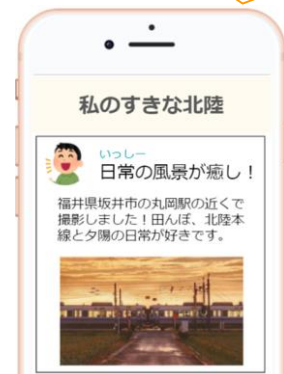 私のすきな北陸
いっしー
日常の風景が癒し！
福井県坂井市の丸岡駅の近くで
撮影しました！田んぼ、北陸本
線と夕陽の日常が好きです。